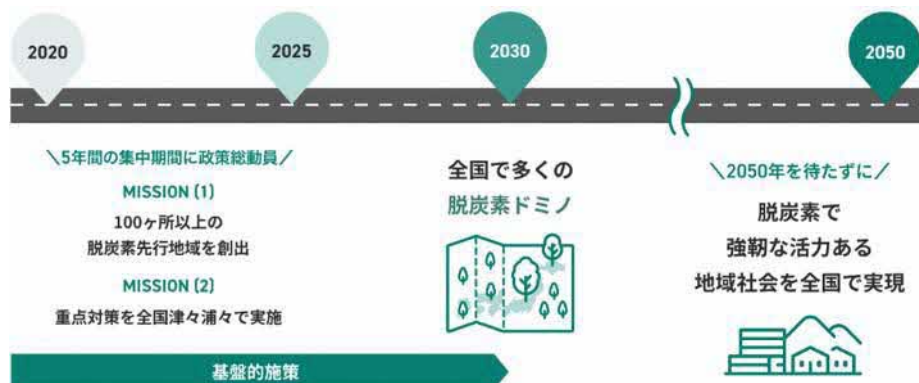 2020
2025
2030
2050
\5年間の集中期間に政策総動員/
MISSION (1)
100ヶ所以上の
脱炭素先行地域を創出
MISSION (2)
重点対策を全国津々浦々で実施
基盤的施策
全国で多くの
脱炭素ドミノ
\2050年を待たずに/
脱炭素で
強靭な活力ある
地域社会を全国で実現